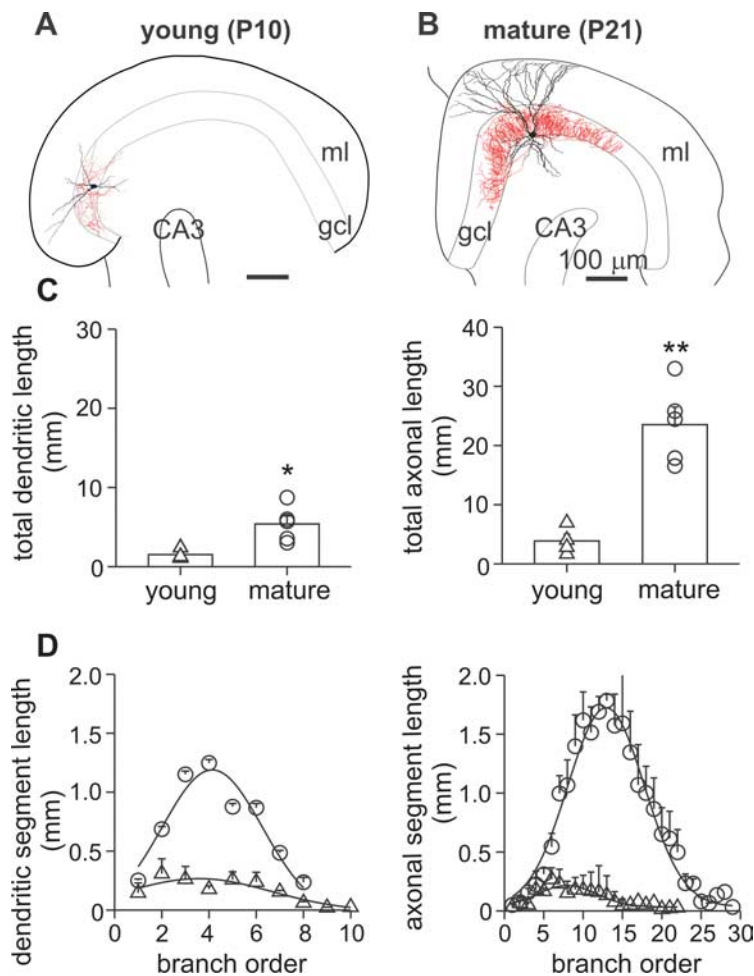 A young (P10)
B mature (P21)
ml
ml
CA3
gcl
gcl
CA3
100 μm
C
total dendritic length
(mm)
30
20
10
0
young
mature
*
total axonal length
(mm)
40
30
20
10
0
young
mature
**
D
dendritic segment length
(mm)
2.0
1.5
1.0
0.5
0
0 2 4 6 8 10
branch order
axonal segment length
(mm)
2.0
1.5
1.0
0.5
0
0 5 10 15 20 25 30
branch order